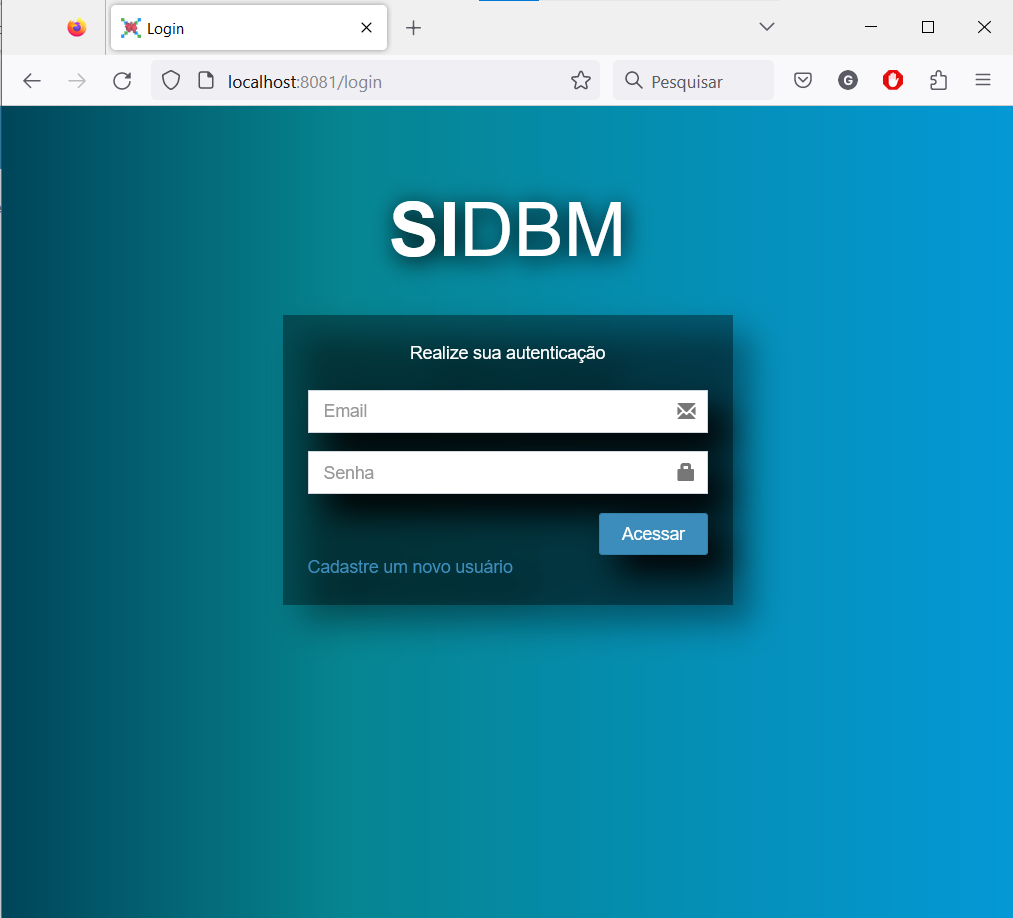 Login
localhost:8081/login
Pesquisar
G
SIDBM
Realize sua autenticação
Email
Senha
Acessar
Cadastre um novo usuário